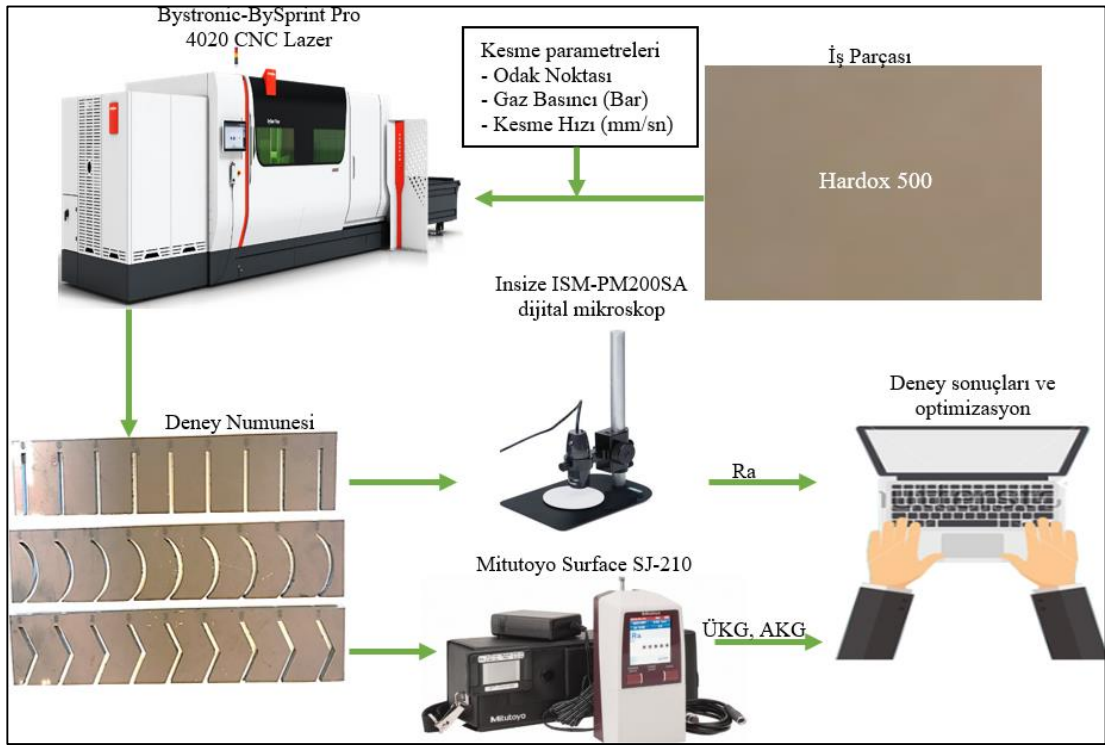 Bystronic-BySprint Pro
4020 CNC Lazer
Kesme parametreleri
- Odak Noktası
- Gaz Basıncı (Bar)
- Kesme Hızı (mm/sn)
İş Parçası
Hardox 500
Insize ISM-PM200SA
dijital mikroskop
Deney Numunesi
Deney sonuçları ve
optimizasyon
Ra
Mitutoyo Surface SJ-210
ÜKG, AKG
Ra
Mitutoyo